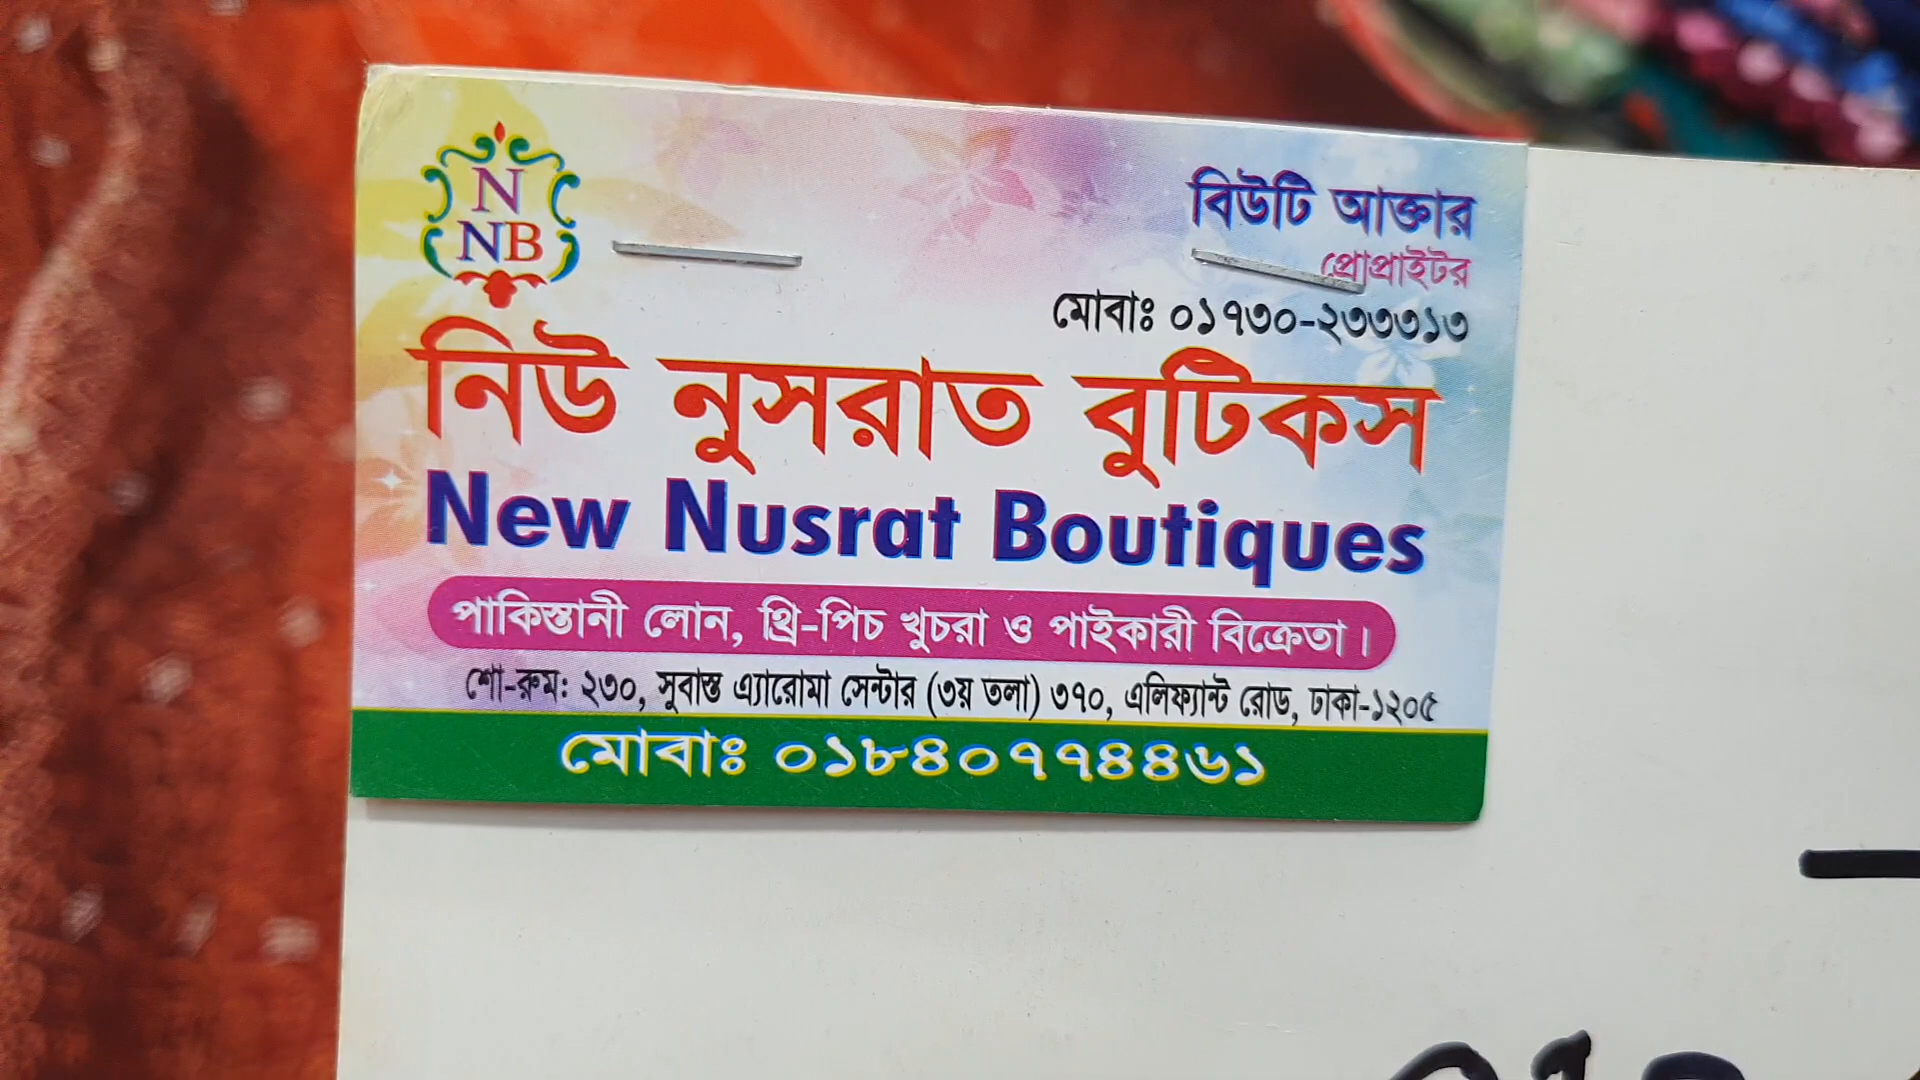 N
NB
বিউটি আক্তার
প্রোপ্রাইটর
মোবাঃ ০১৭৩০-২৩৩৩১৩
নিউ নুসরাত বুটিকস
New Nusrat Boutiques
পাকিস্তানী লোন, থ্রি-পিচ খুচরা ও পাইকারী বিক্রেতা।
শো-রুম: ২৩০, সুবাস্ত এ্যারোমা সেন্টার (৩য় তলা) ৩৭০, এলিফ্যান্ট রোড, ঢাকা-১২০৫
মোবাঃ ০১৮৪০৭৭৪৪৬১